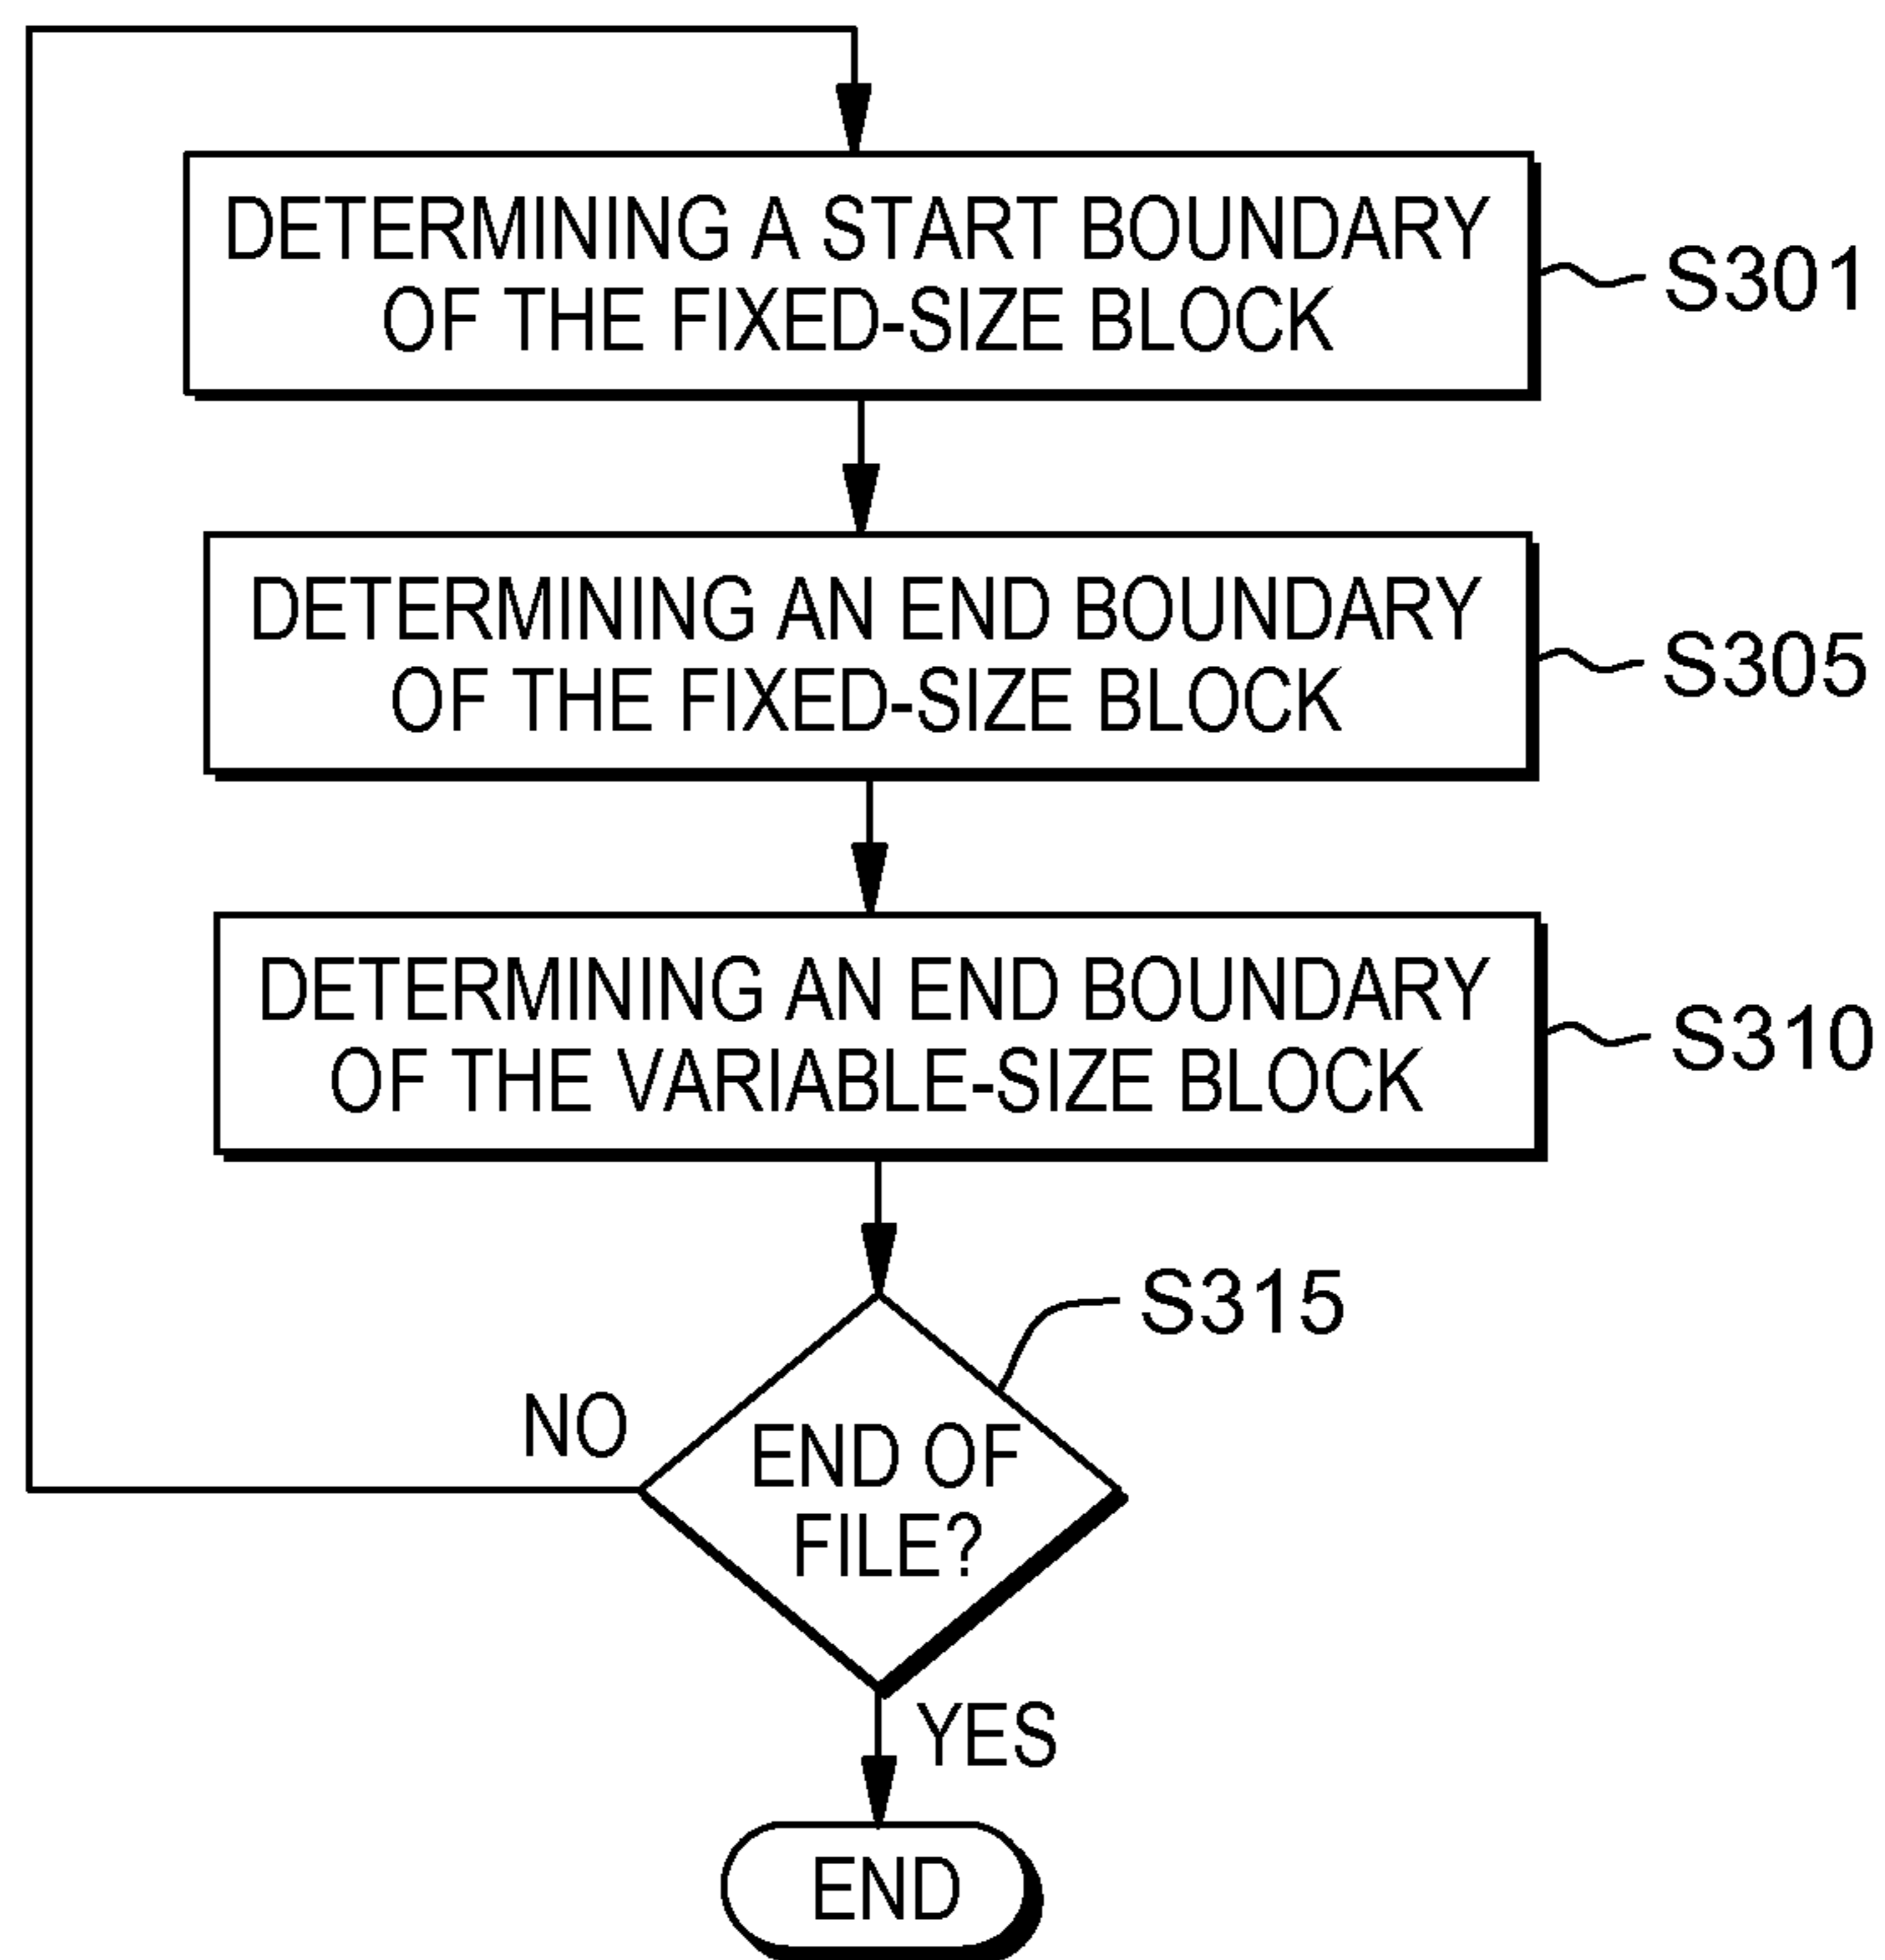 DETERMINING A START BOUNDARY
OF THE FIXED-SIZE BLOCK
S301
DETERMINING AN END BOUNDARY
OF THE FIXED-SIZE BLOCK
S305
DETERMINING AN END BOUNDARY
OF THE VARIABLE-SIZE BLOCK
S310
S315
NO
END OF
FILE?
YES
END